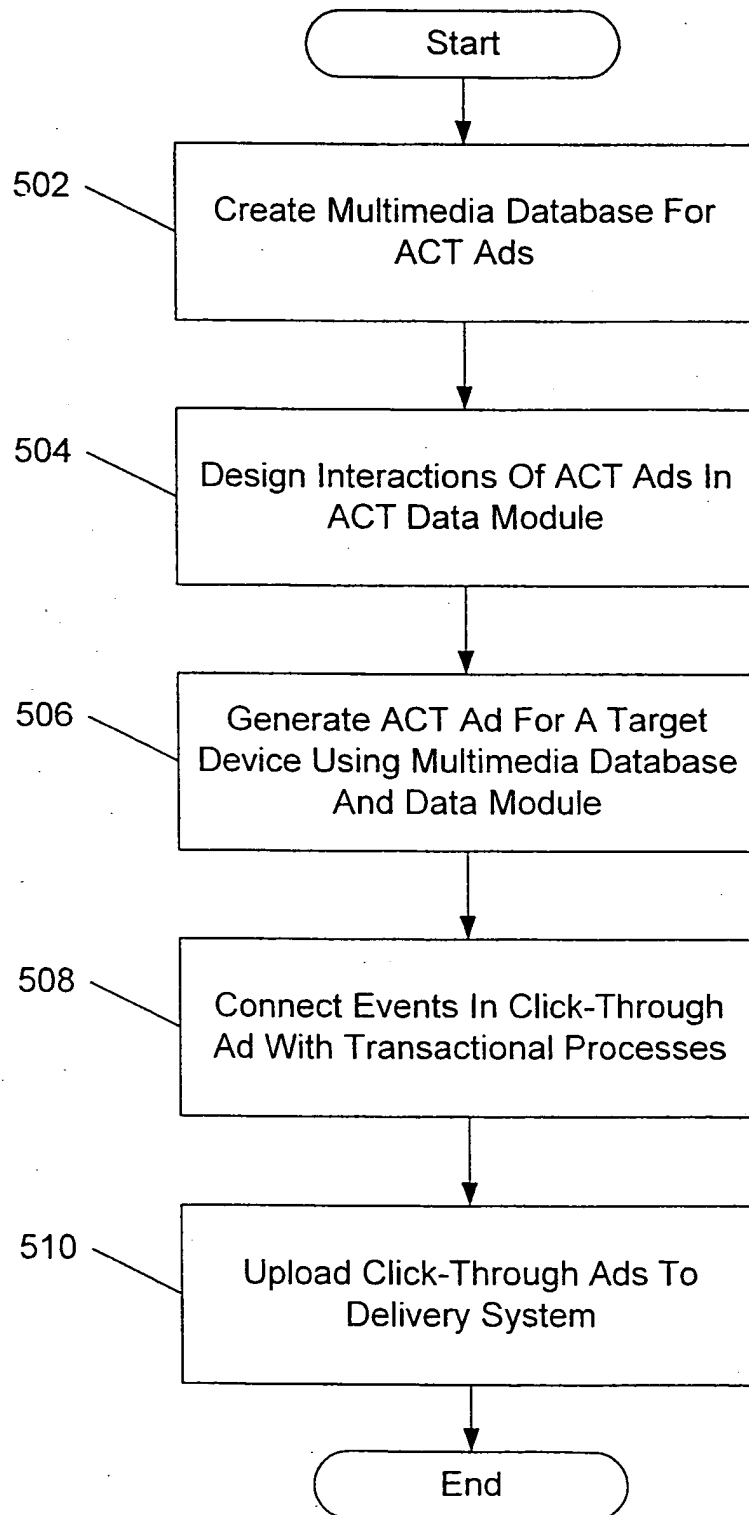 Start
502
Create Multimedia Database For
ACT Ads
504
Design Interactions Of ACT Ads In
ACT Data Module
506
Generate ACT Ad For A Target
Device Using Multimedia Database
And Data Module
508
Connect Events In Click-Through
Ad With Transactional Processes
510
Upload Click-Through Ads To
Delivery System
End